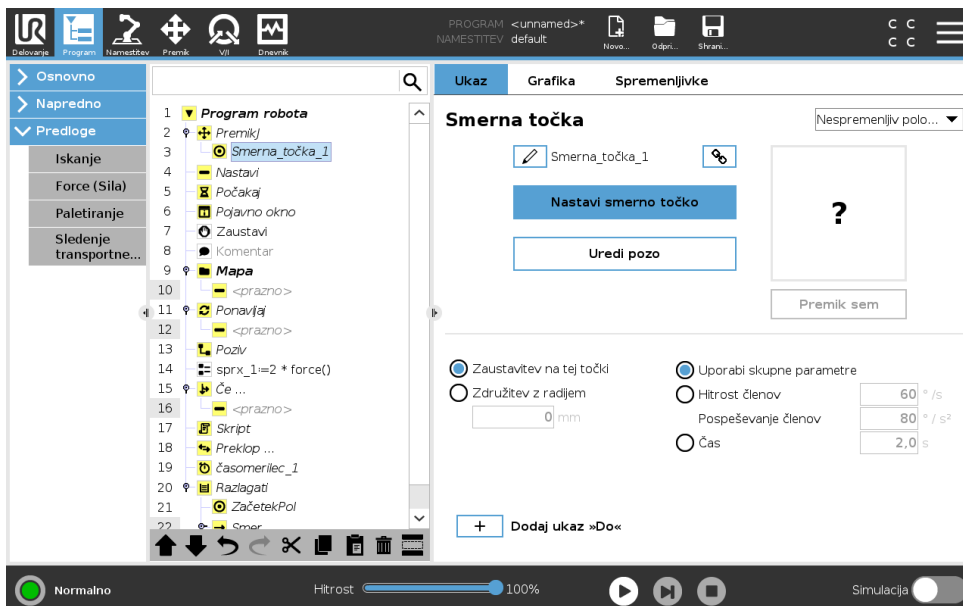 PROGRAM <unnamed>*
NAMESTITEV default
Delovanje
Program
Namestitev
Premik
V/I
Dnevnik
Novo...
Odpri...
Shrani...
C C
C C
Osnovno
Napredno
Predloge
Iskanje
Force (Sila)
Paletiranje
Sledenje
transportne...
1 Program robota
2 PremikJ
3 Smerna_točka_1
4 Nastavi
5 Počakaj
6 Pojavno okno
7 Zaustavi
8 Komentar
9 Mapa
10 <prazno>
11 Ponavljaj
12 <prazno>
13 Poziv
14 sprx_1:=2 * force()
15 Če ...
16 <prazno>
17 Skript
18 Preklop ...
19 časomerilec_1
20 Razlagati
21 ZačetekPol
22 Smer
Ukaz
Grafika
Spremenljivke
Smerna točka
Nespremenljiv polo...
Smerna_točka_1
Nastavi smerno točko
Uredi pozo
?
Premik sem
Zaustavitev na tej točki
Združitev z radijem
0 mm
Uporabi skupne parametre
Hitrost členov 60 ° /s
Pospeševanje členov 80 ° / s²
Čas 2,0 s
+ Dodaj ukaz »Do«
Normalno
Hitrost 100%
Simulacija